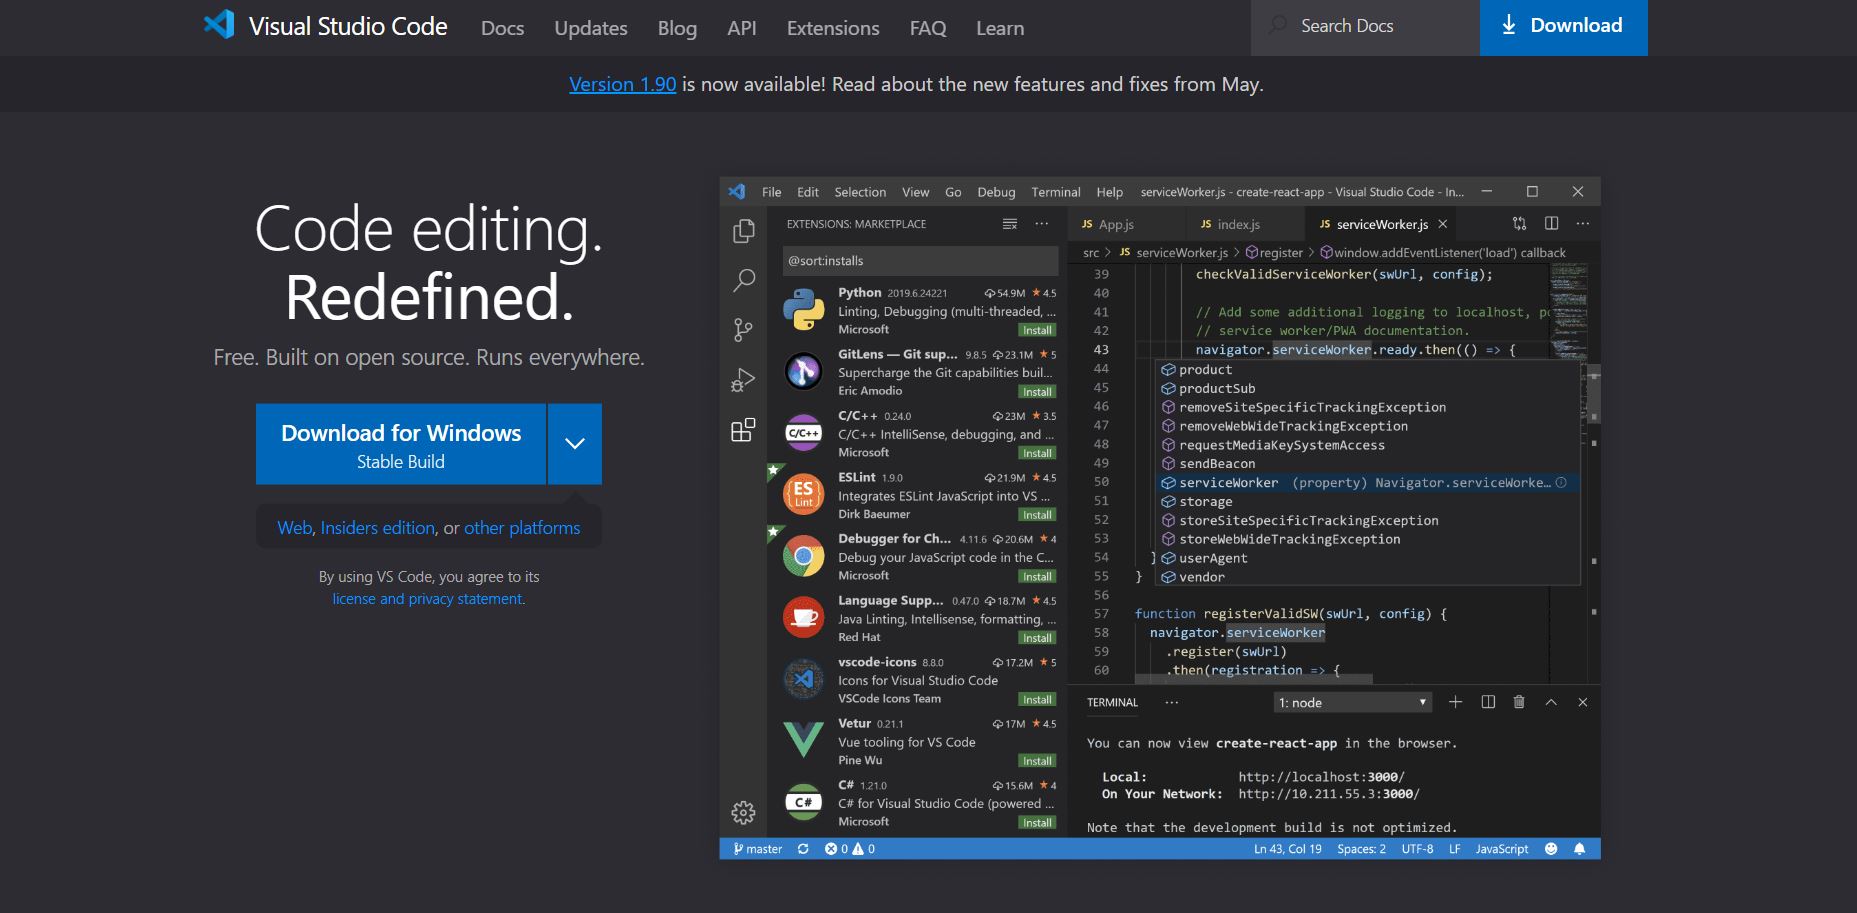 Visual Studio Code Docs Updates Blog API Extensions FAQ Learn Search Docs Download
Version 1.90 is now available! Read about the new features and fixes from May.
Code editing.
Redefined.
Free. Built on open source. Runs everywhere.
Download for Windows
Stable Build
Web, Insiders edition, or other platforms
By using VS Code, you agree to its
license and privacy statement.
File Edit Selection View Go Debug Terminal Help serviceWorker.js - create-react-app - Visual Studio Code - In...
EXTENSIONS: MARKETPLACE
@sort:installs
Python 2019.6.24221 54.9M 4.5
Linting, Debugging (multi-threaded, ...
Microsoft Install
GitLens — Git sup... 9.8.5 23.1M 5
Supercharge the Git capabilities buil...
Eric Amodio Install
C/C++
C/C++ 0.24.0 23M 3.5
C/C++ IntelliSense, debugging, and ...
Microsoft Install
ES
Lint
ESLint 1.9.0 21.9M 4.5
Integrates ESLint JavaScript into VS ...
Dirk Baeumer Install
Debugger for Ch... 4.11.6 20.6M 4
Debug your JavaScript code in the C...
Microsoft Install
Language Supp... 0.47.0 18.7M 4.5
Java Linting, Intellisense, formatting, ...
Red Hat Install
vscode-icons 8.8.0 17.2M 5
Icons for Visual Studio Code
VSCode Icons Team Install
Vetur 0.21.1 17M 4.5
Vue tooling for VS Code
Pine Wu Install
C#
C# 1.21.0 15.6M 4
C# for Visual Studio Code (powered ...
Microsoft Install
JS App.js JS index.js JS serviceWorker.js
src > JS serviceWorker.js > register > window.addEventListener('load') callback
39 checkValidServiceWorker(swUrl, config);
40
41 // Add some additional logging to localhost, po
42 // service worker/PWA documentation.
43 navigator.serviceWorker.ready.then(() => {
44 product
45 productSub
46 removeSiteSpecificTrackingException
47 removeWebWideTrackingException
48 requestMediaKeySystemAccess
49 sendBeacon
50 serviceWorker (property) Navigator.serviceWorke...
51 storage
52 storeSiteSpecificTrackingException
53 storeWebWideTrackingException
54 } userAgent
55 } vendor
56
57 function registerValidSW(swUrl, config) {
58 navigator.serviceWorker
59 .register(swUrl)
60 .then(registration => {
TERMINAL ... 1: node
You can now view create-react-app in the browser.
Local: http://localhost:3000/
On Your Network: http://10.211.55.3:3000/
Note that the development build is not optimized.
master 0 0 Ln 43, Col 19 Spaces: 2 UTF-8 LF JavaScript